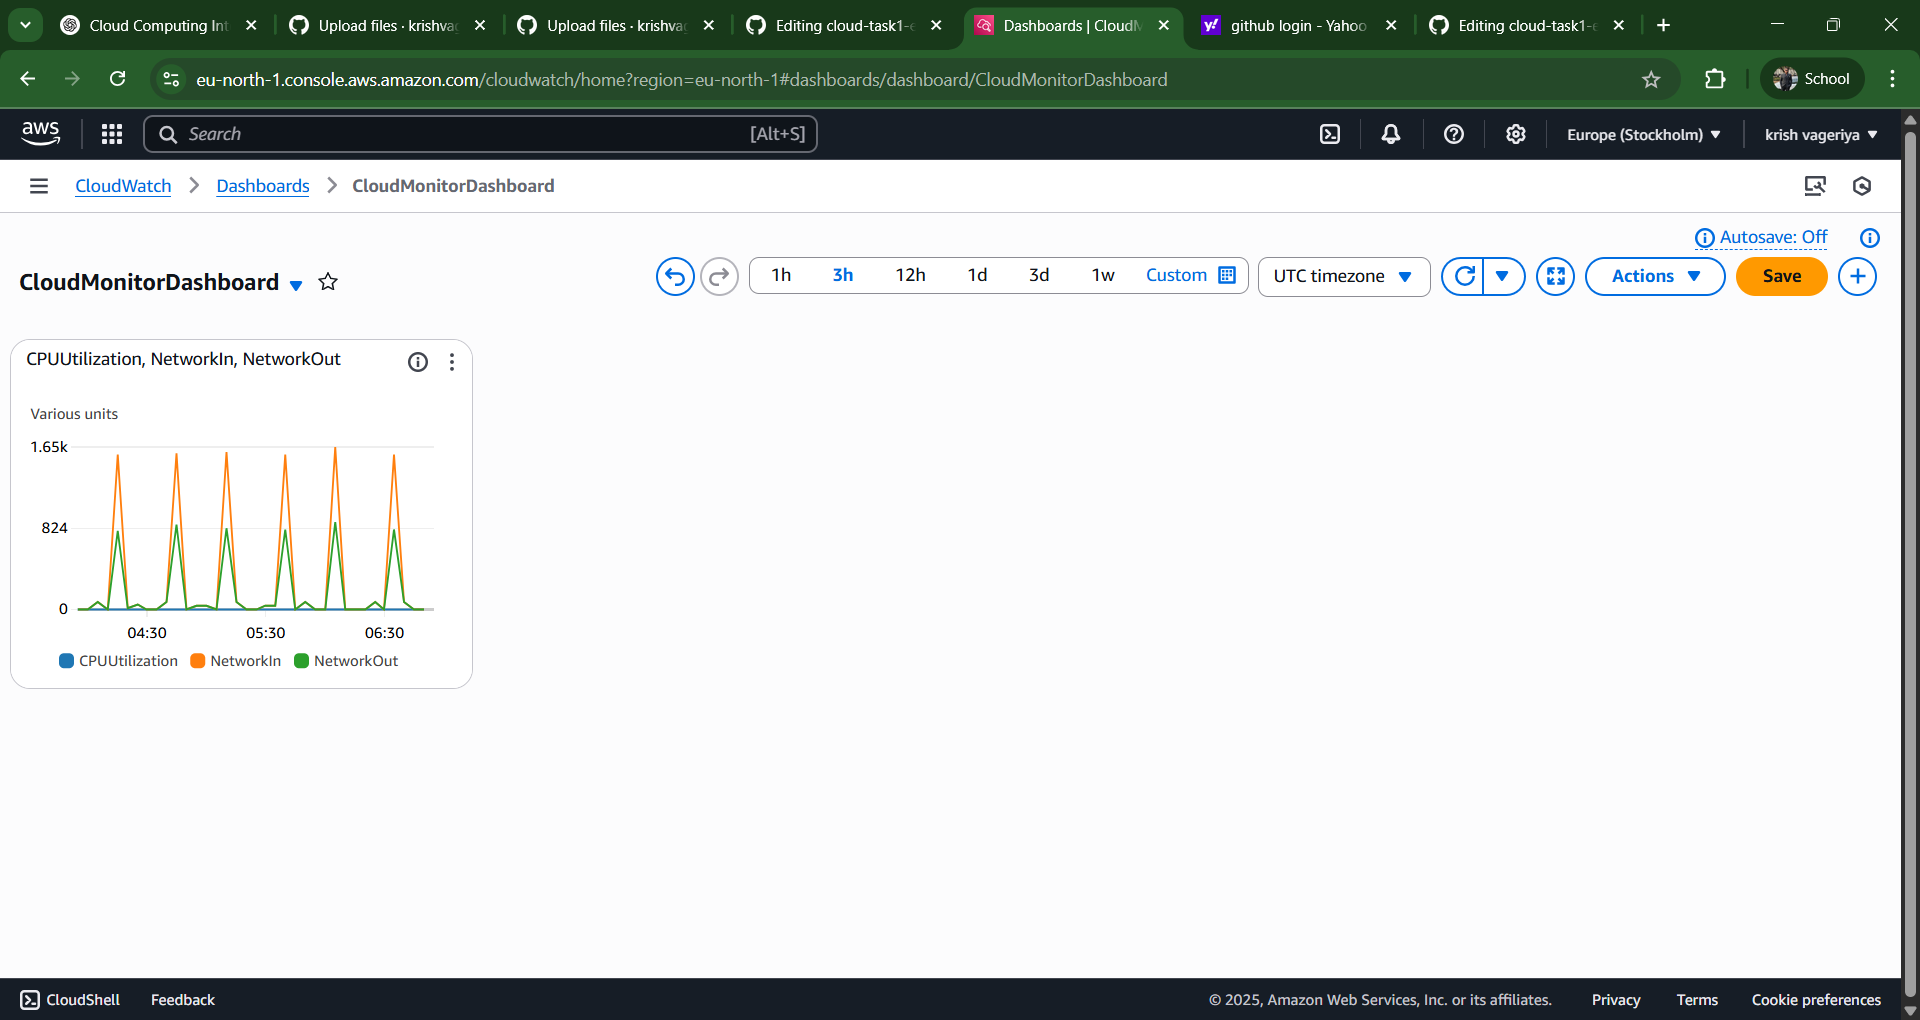 Cloud Computing Int
Upload files · krishvag
Upload files · krishvag
Editing cloud-task1-e
Dashboards | CloudM
github login - Yahoo
Editing cloud-task1-e
eu-north-1.console.aws.amazon.com/cloudwatch/home?region=eu-north-1#dashboards/dashboard/CloudMonitorDashboard
School
aws
Search
[Alt+S]
Europe (Stockholm)
krish vageriya
CloudWatch
Dashboards
CloudMonitorDashboard
Autosave: Off
CloudMonitorDashboard
1h
3h
12h
1d
3d
1w
Custom
UTC timezone
Actions
Save
CPUUtilization, NetworkIn, NetworkOut
Various units
1.65k
824
0
04:30
05:30
06:30
CPUUtilization
NetworkIn
NetworkOut
CloudShell
Feedback
© 2025, Amazon Web Services, Inc. or its affiliates.
Privacy
Terms
Cookie preferences